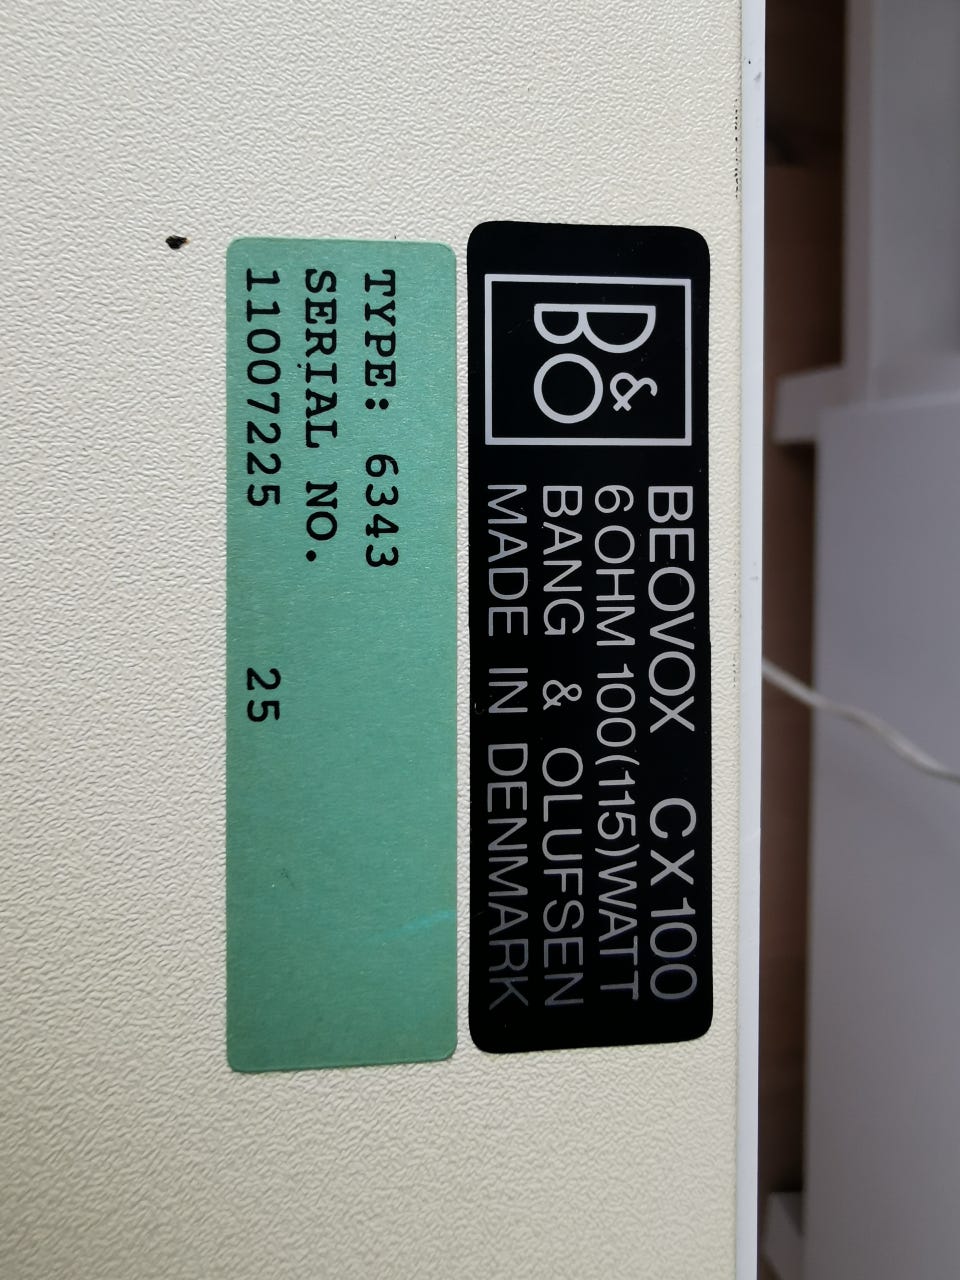 B&O
BEOVOX CX100
6 OHM 100(115)WATT
BANG & OLUFSEN
MADE IN DENMARK
TYPE: 6343
SERIAL NO.
11007225 25